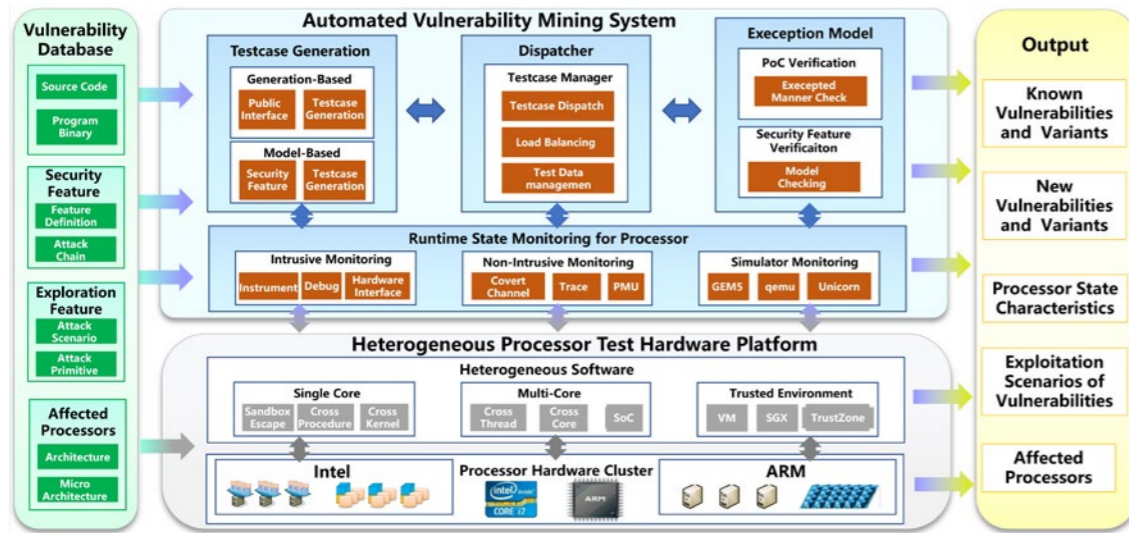 Vulnerability
Database
Source Code
Program
Binary
Security
Feature
Feature
Definition
Attack
Chain
Exploration
Feature
Attack
Scenario
Attack
Primitive
Affected
Processors
Architecture
Micro
Architecture
Automated Vulnerability Mining System
Testcase Generation
Generation-Based
Public
Interface
Testcase
Generation
Model-Based
Security
Feature
Testcase
Generation
Dispatcher
Testcase Manager
Testcase Dispatch
Load Balancing
Test Data
managemen
Exeception Model
PoC Verification
Execepted
Manner Check
Security Feature
Verificaiton
Model
Checking
Runtime State Monitoring for Processor
Intrusive Monitoring
Instrument
Debug
Hardware
Interface
Non-Intrusive Monitoring
Covert
Channel
Trace
PMU
Simulator Monitoring
GEM5
qemu
Unicorn
Heterogeneous Processor Test Hardware Platform
Heterogeneous Software
Single Core
Sandbox
Escape
Cross
Procedure
Cross
Kernel
Multi-Core
Cross
Thread
Cross
Core
SoC
Trusted Environment
VM
SGX
TrustZone
Intel
Processor Hardware Cluster
intel
CORE i7
ARM
ARM
Output
Known
Vulnerabilities
and Variants
New
Vulnerabilities
and Variants
Processor State
Characteristics
Exploitation
Scenarios of
Vulnerabilities
Affected
Processors